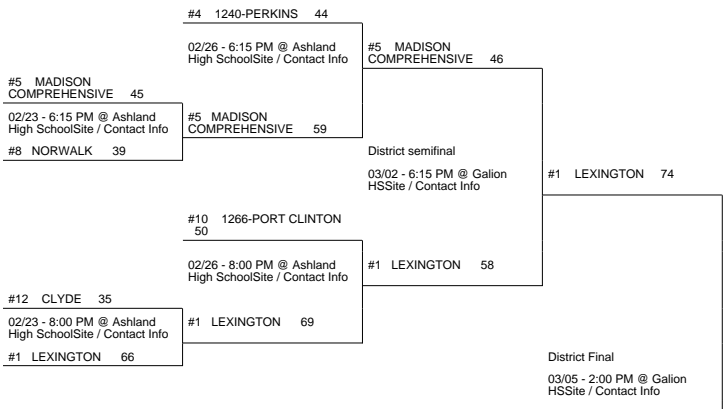 #4 1240-PERKINS 44
02/26 - 6:15 PM @ Ashland
High SchoolSite / Contact Info
#5 MADISON
COMPREHENSIVE 46
#5 MADISON
COMPREHENSIVE 45
02/23 - 6:15 PM @ Ashland
High SchoolSite / Contact Info
#5 MADISON
COMPREHENSIVE 59
#8 NORWALK 39
District semifinal
03/02 - 6:15 PM @ Galion
HSSite / Contact Info
#1 LEXINGTON 74
#10 1266-PORT CLINTON
50
02/26 - 8:00 PM @ Ashland
High SchoolSite / Contact Info
#1 LEXINGTON 58
#12 CLYDE 35
02/23 - 8:00 PM @ Ashland
High SchoolSite / Contact Info
#1 LEXINGTON 69
#1 LEXINGTON 66
District Final
03/05 - 2:00 PM @ Galion
HSSite / Contact Info